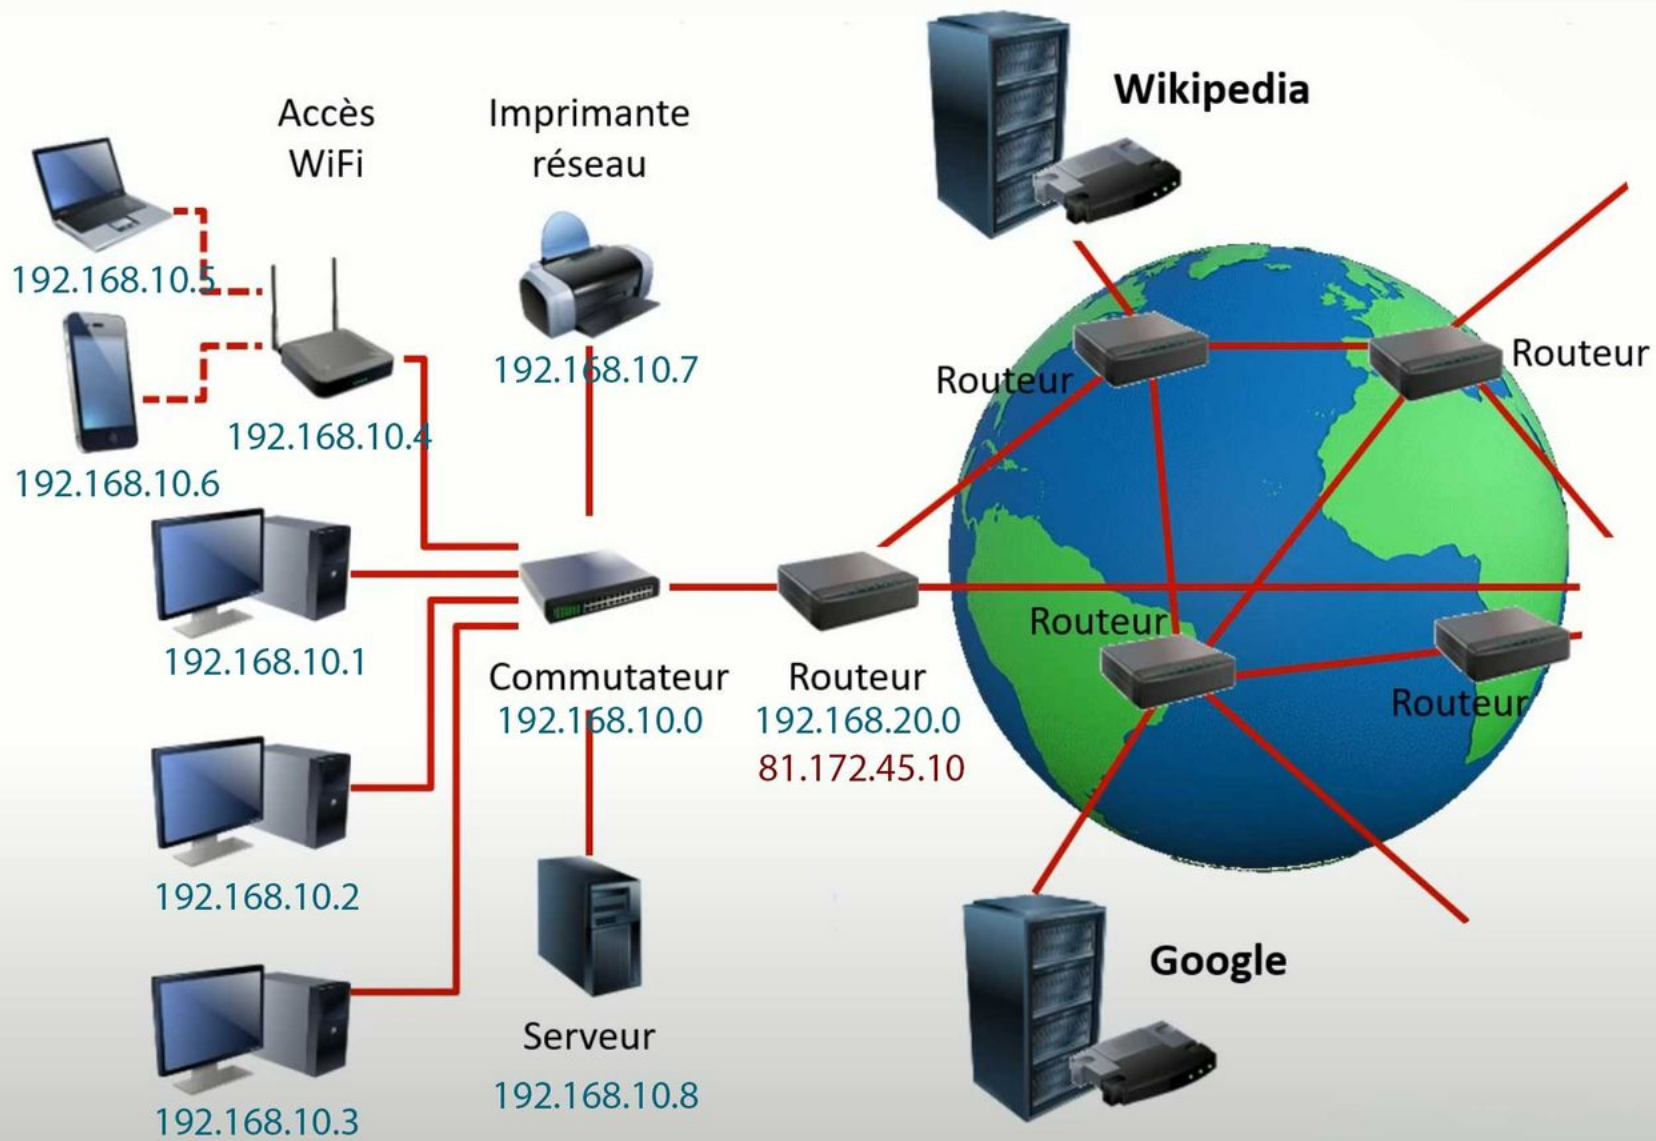 Wikipedia
Accès
WiFi
Imprimante
réseau
192.168.10.5
192.168.10.7
Routeur
Routeur
192.168.10.4
192.168.10.6
192.168.10.1
Routeur
Commutateur
192.168.10.0
Routeur
192.168.20.0
81.172.45.10
Routeur
192.168.10.2
Google
Serveur
192.168.10.8
192.168.10.3